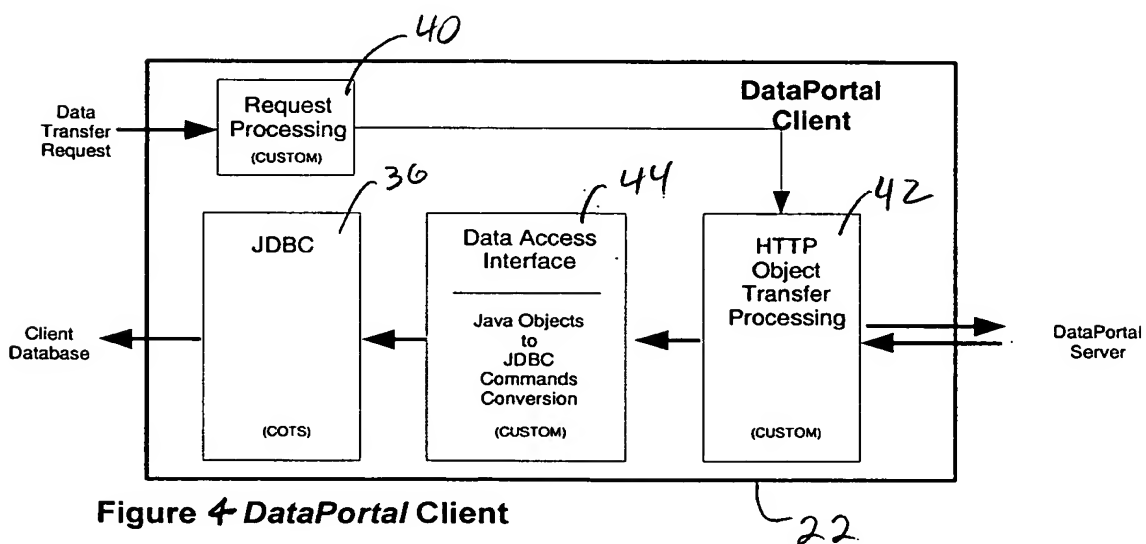 40
Data
Transfer
Request
Request
Processing
(CUSTOM)
DataPortal
Client
36
JDBC
(COTS)
44
Data Access
Interface
Java Objects
to
JDBC
Commands
Conversion
(CUSTOM)
42
HTTP
Object
Transfer
Processing
(CUSTOM)
Client
Database
DataPortal
Server
Figure 4 DataPortal Client
22